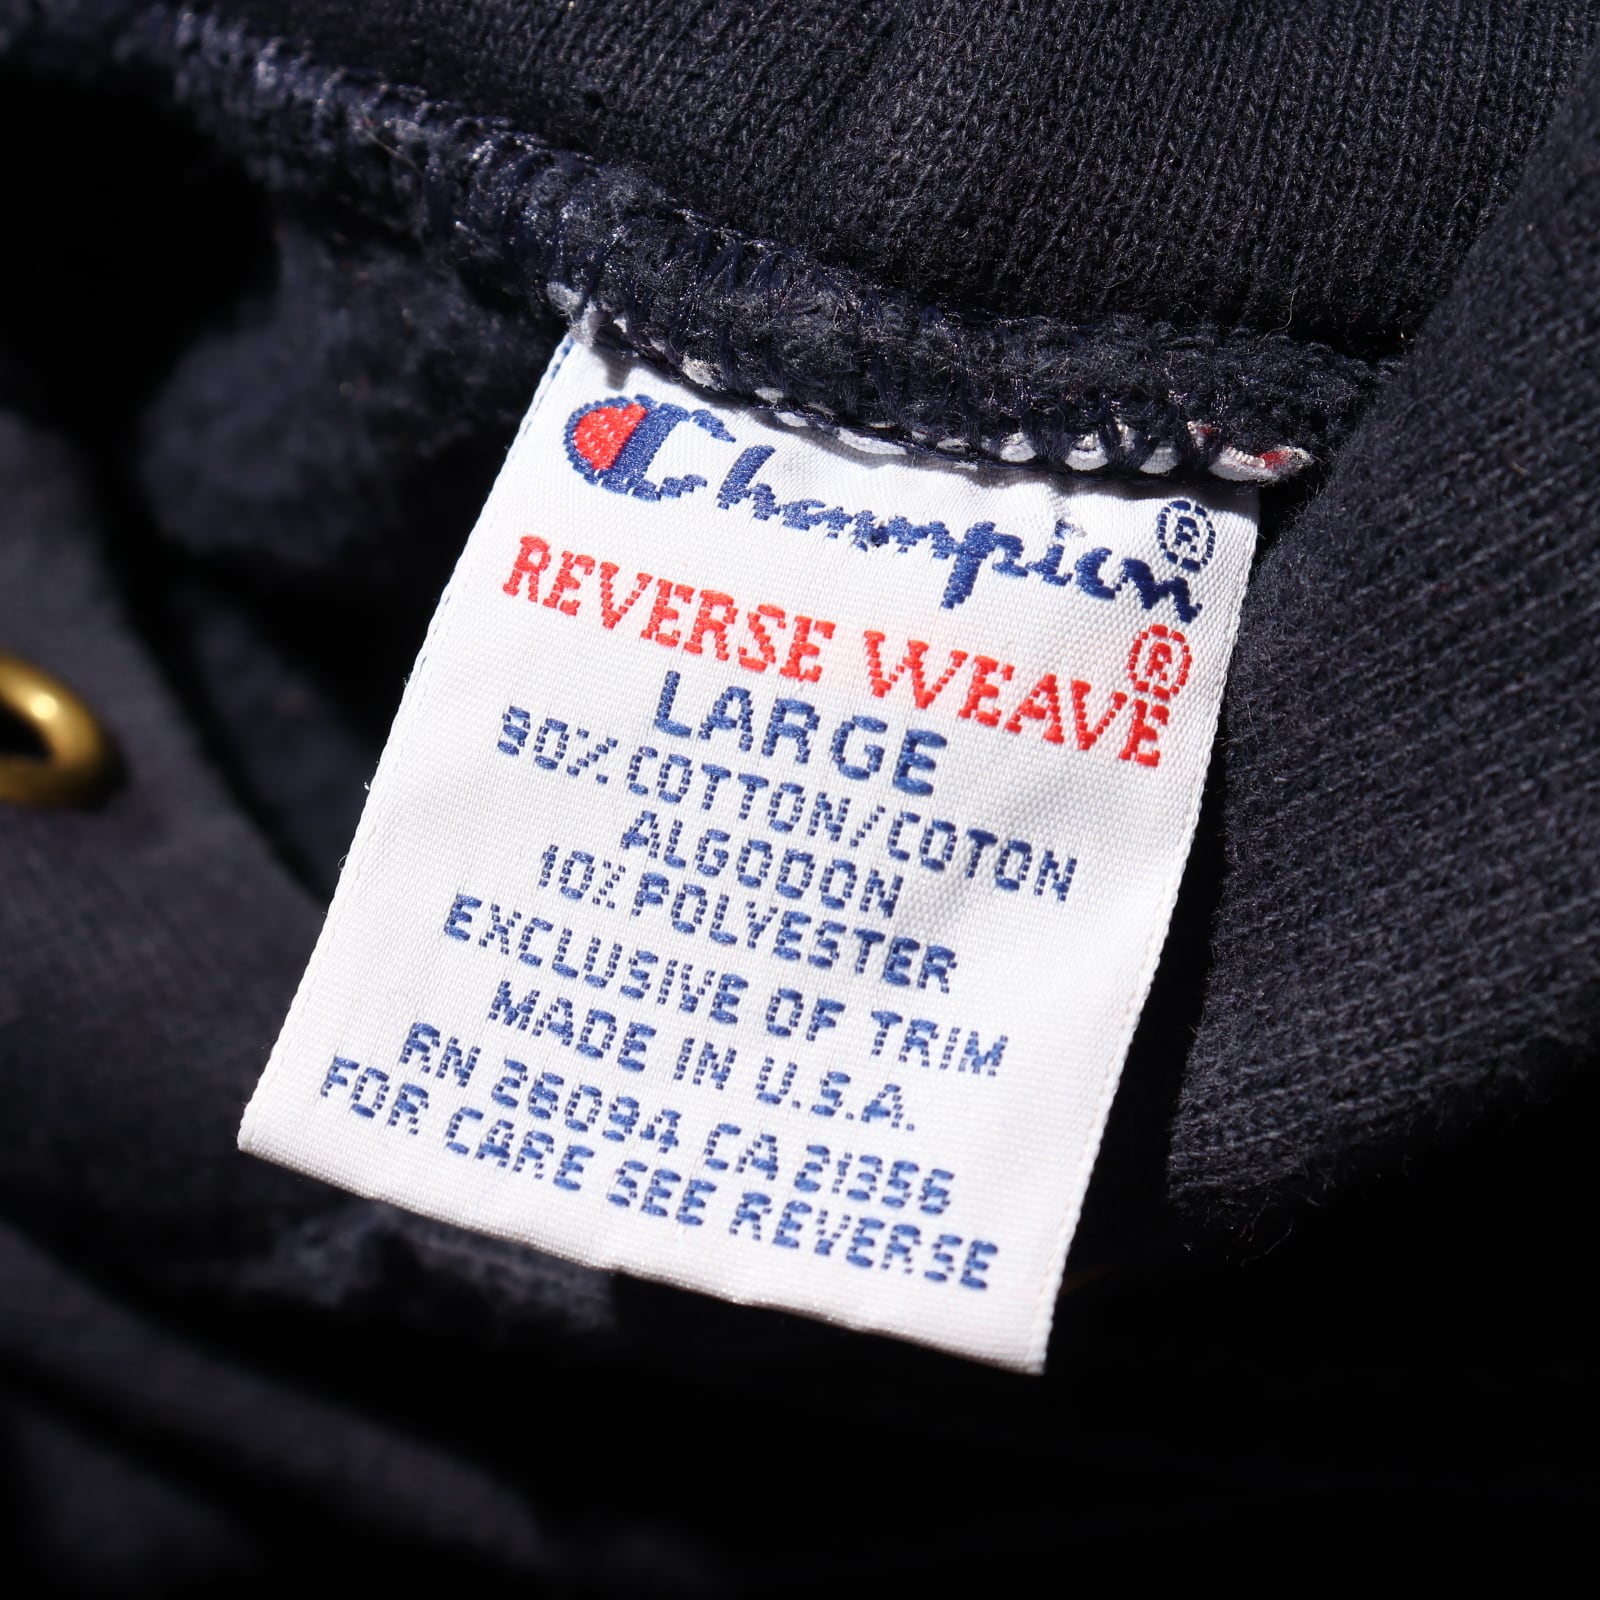 Champion®
REVERSE WEAVE®
LARGE
90% COTTON/COTON
ALGODON
10% POLYESTER
EXCLUSIVE OF TRIM
MADE IN U.S.A.
RN 26094 CA 21356
FOR CARE SEE REVERSE